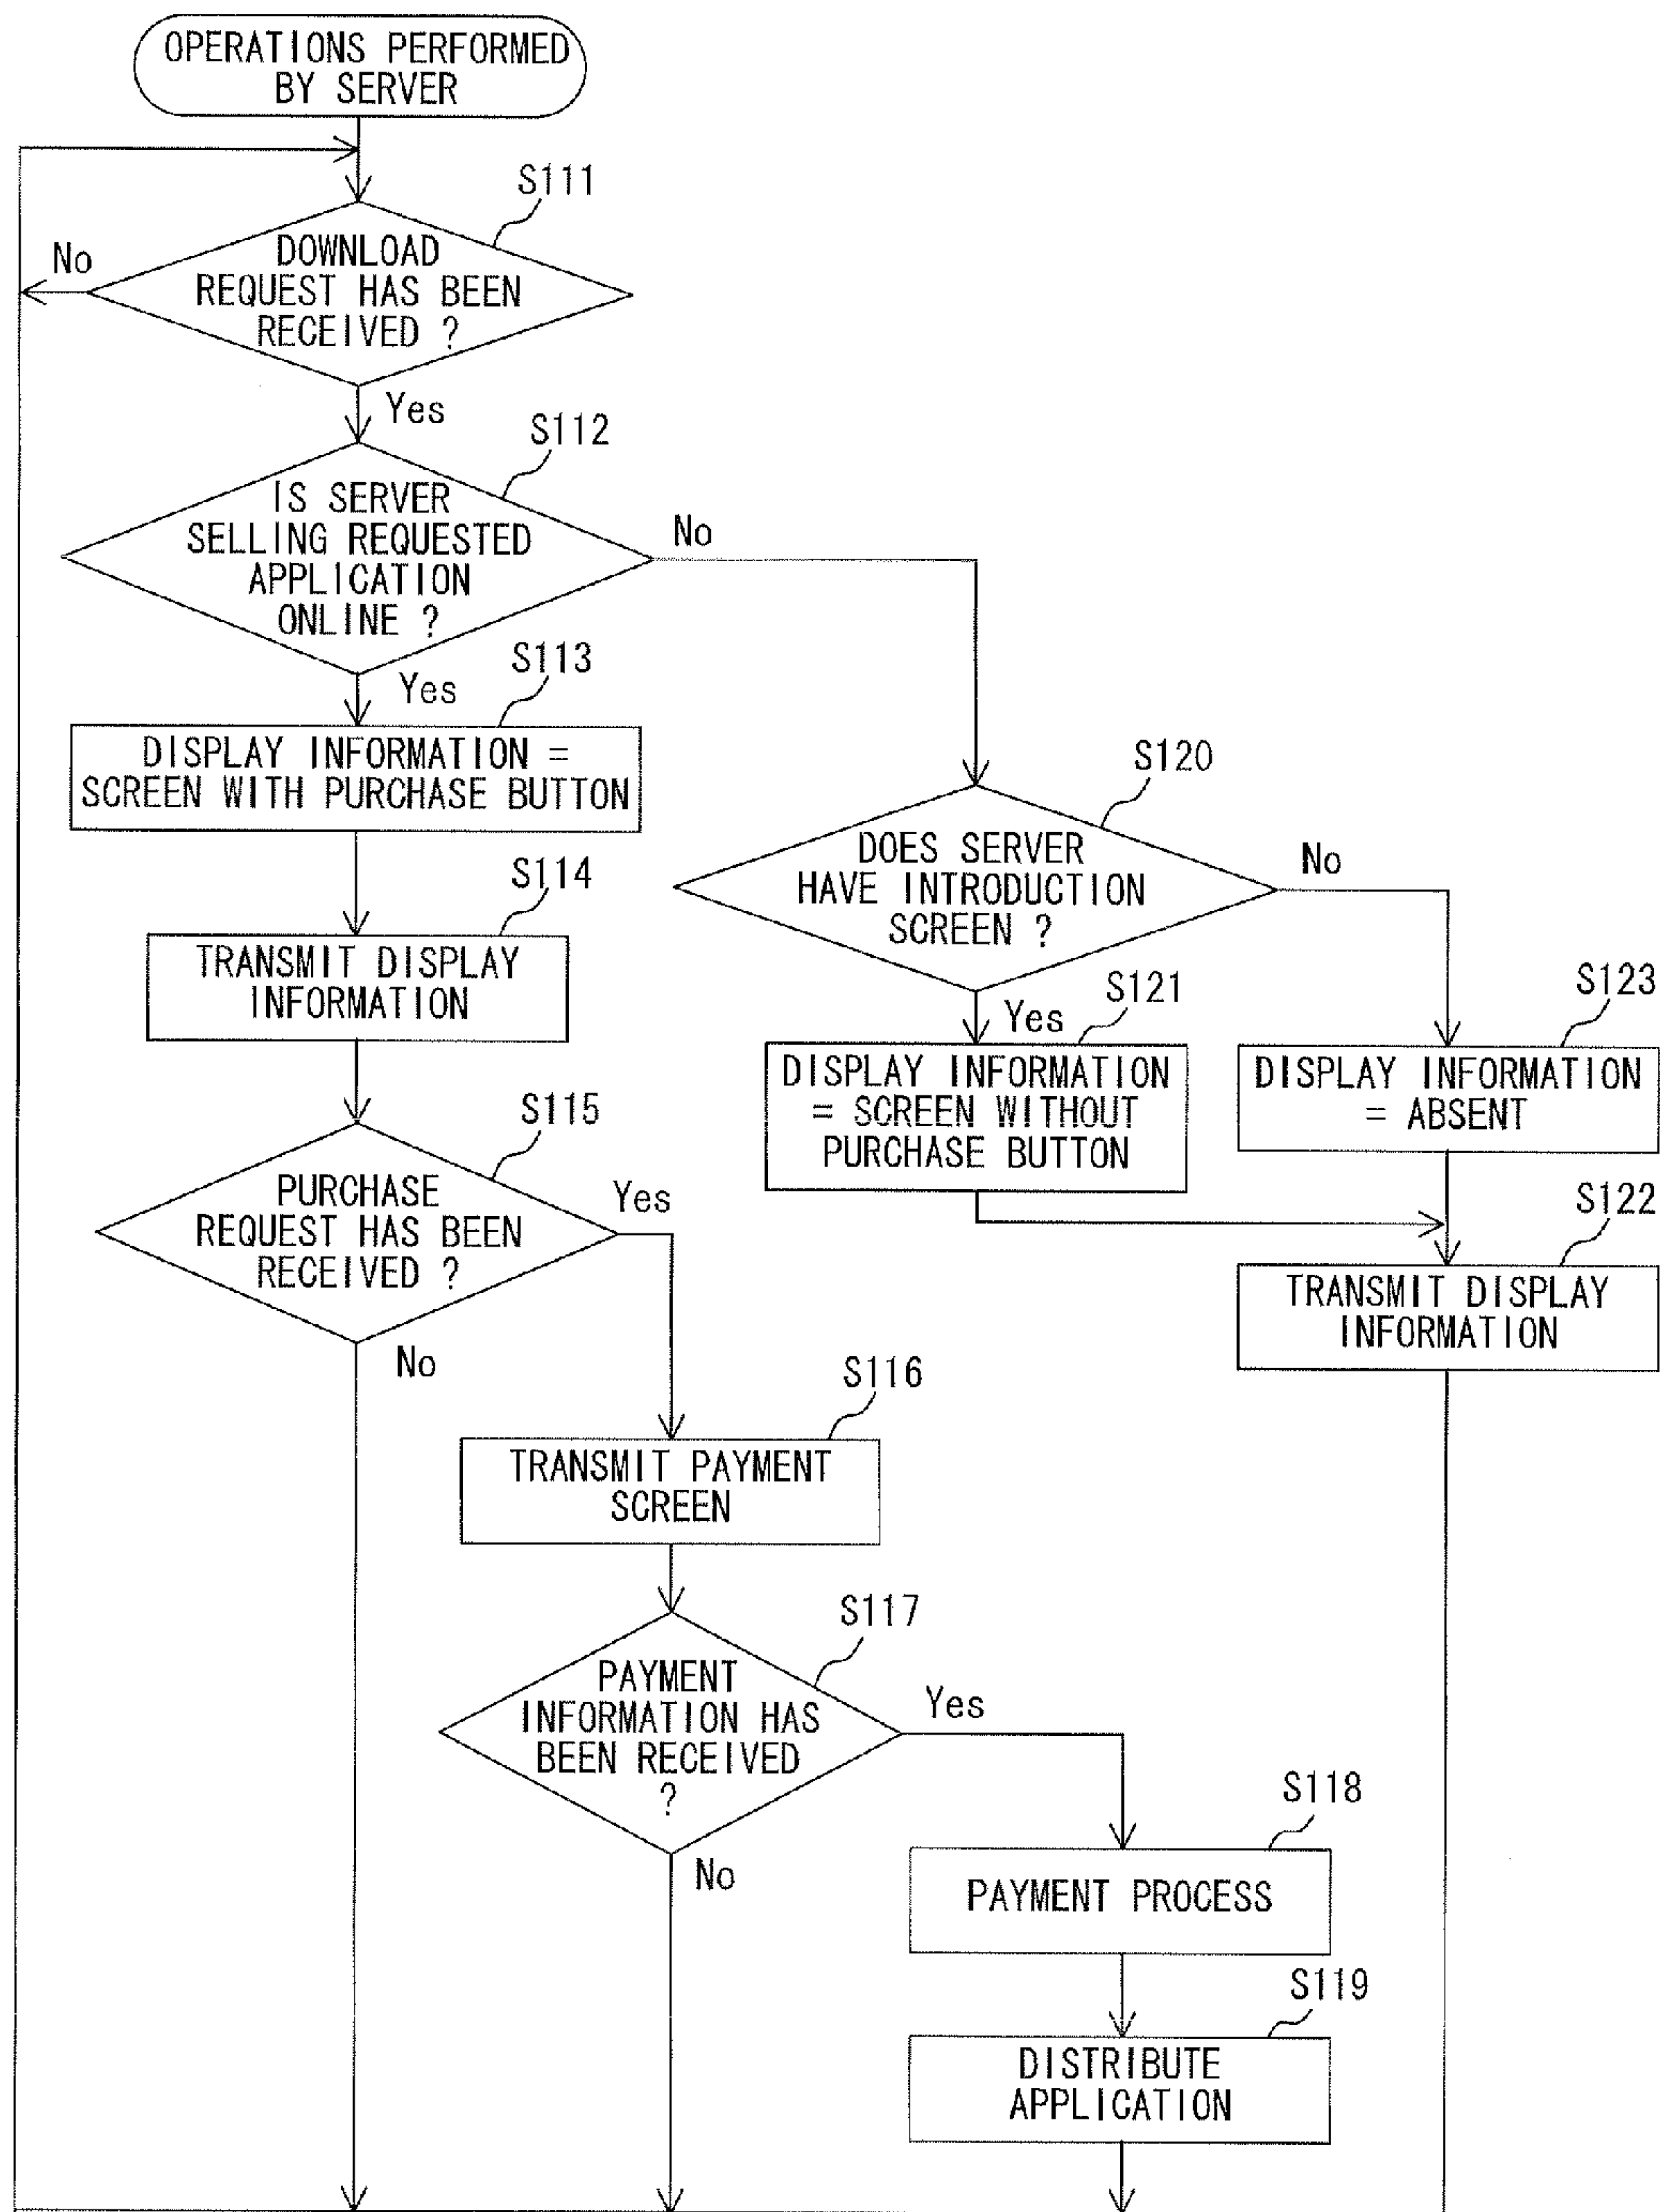 OPERATIONS PERFORMED
BY SERVER
S111
DOWNLOAD
REQUEST HAS BEEN
RECEIVED ?
No
Yes
S112
IS SERVER
SELLING REQUESTED
APPLICATION
ONLINE ?
No
Yes
S113
DISPLAY INFORMATION =
SCREEN WITH PURCHASE BUTTON
S114
TRANSMIT DISPLAY
INFORMATION
S115
PURCHASE
REQUEST HAS BEEN
RECEIVED ?
Yes
No
S116
TRANSMIT PAYMENT
SCREEN
S117
PAYMENT
INFORMATION HAS
BEEN RECEIVED
?
Yes
No
S118
PAYMENT PROCESS
S119
DISTRIBUTE
APPLICATION
S120
DOES SERVER
HAVE INTRODUCTION
SCREEN ?
No
Yes
S121
DISPLAY INFORMATION
= SCREEN WITHOUT
PURCHASE BUTTON
S123
DISPLAY INFORMATION
= ABSENT
S122
TRANSMIT DISPLAY
INFORMATION